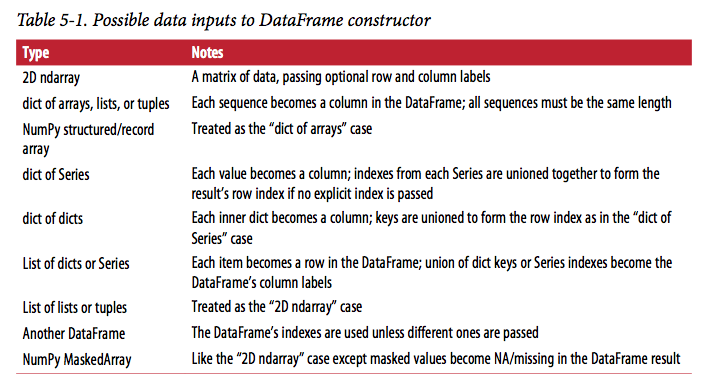 Table 5-1. Possible data inputs to DataFrame constructor
Type Notes
2D ndarray A matrix of data, passing optional row and column labels
dict of arrays, lists, or tuples Each sequence becomes a column in the DataFrame; all sequences must be the same length
NumPy structured/record Treated as the “dict of arrays” case
array
dict of Series Each value becomes a column; indexes from each Series are unioned together to form the
result’s row index if no explicit index is passed
dict of dicts Each inner dict becomes a column; keys are unioned to form the row index as in the “dict of
Series” case
List of dicts or Series Each item becomes a row in the DataFrame; union of dict keys or Series indexes become the
DataFrame’s column labels
List of lists or tuples Treated as the “2D ndarray” case
Another DataFrame The DataFrame’s indexes are used unless different ones are passed
NumPy MaskedArray Like the “2D ndarray” case except masked values become NA/missing in the DataFrame result